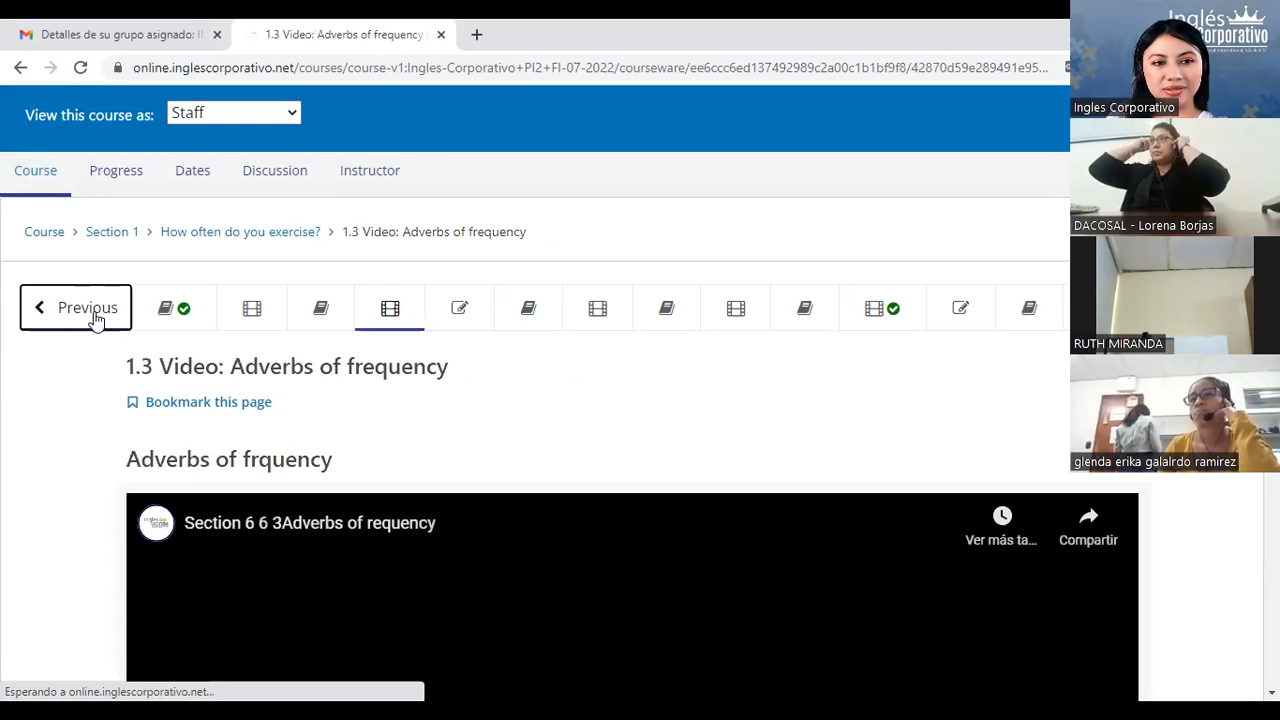 Detalles de su grupo asignado: I
1.3 Video: Adverbs of frequency
online.inglescorporativo.net/courses/course-v1:Ingles-Corporativo+PI2+FI-07-2022/courseware/ee6ccc6ed137492989c2a00c1b1bf9f8/42870d59e289491e95...
View this course as:
Staff
Course
Progress
Dates
Discussion
Instructor
Course > Section 1 > How often do you exercise? > 1.3 Video: Adverbs of frequency
Previous
1.3 Video: Adverbs of frequency
Bookmark this page
Adverbs of frquency
Section 6 6 3Adverbs of requency
Ver más ta...
Compartir
Esperando a online.inglescorporativo.net...
Inglés
Corporativo
Ingles Corporativo
DACOSAL - Lorena Borjas
RUTH MIRANDA
glenda erika galalrdo ramirez